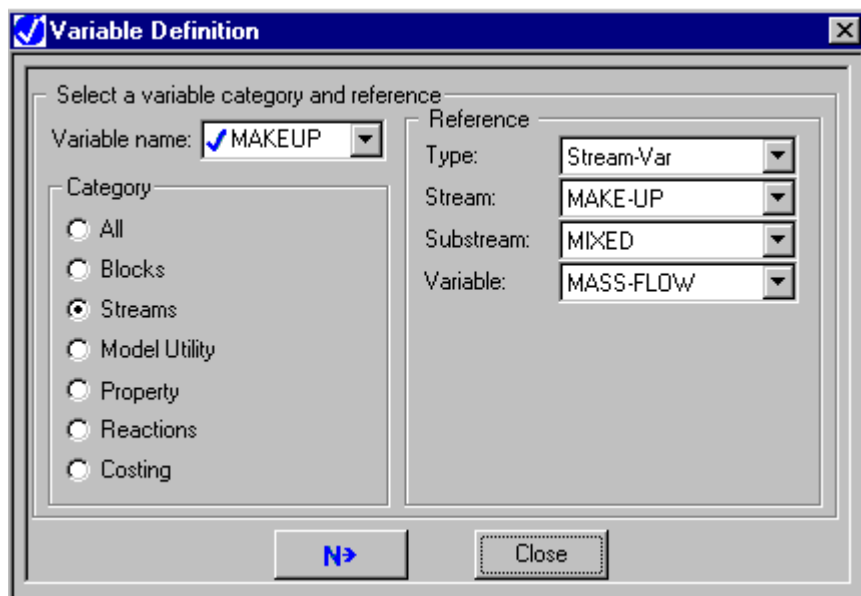 Variable Definition
Select a variable category and reference
Variable name: MAKEUP
Category
All
Blocks
Streams
Model Utility
Property
Reactions
Costing
Reference
Type: Stream-Var
Stream: MAKE-UP
Substream: MIXED
Variable: MASS-FLOW
N
Close